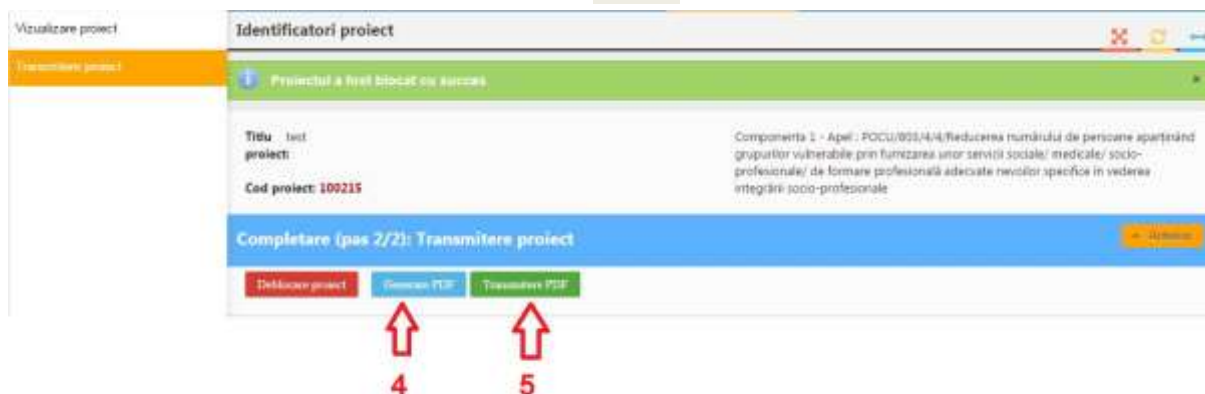 Vizualizare proiect
Identificatori proiect
Transmitere proiect
Proiectul a fost blocat cu succes
Titlu test
proiect:
Cod proiect: 100215
Componenta 1 - Apel : POCU/803/4/4/Reducerea numărului de persoane aparținând
grupurilor vulnerabile prin furnizarea unor servicii sociale/ medicale/ socio-
profesionale/ de formare profesională adecvate nevoilor specifice în vederea
integrării socio-profesionale
Completare (pas 2/2): Transmitere proiect
Deblocare proiect
Generare PDF
Transmitere PDF
4
5